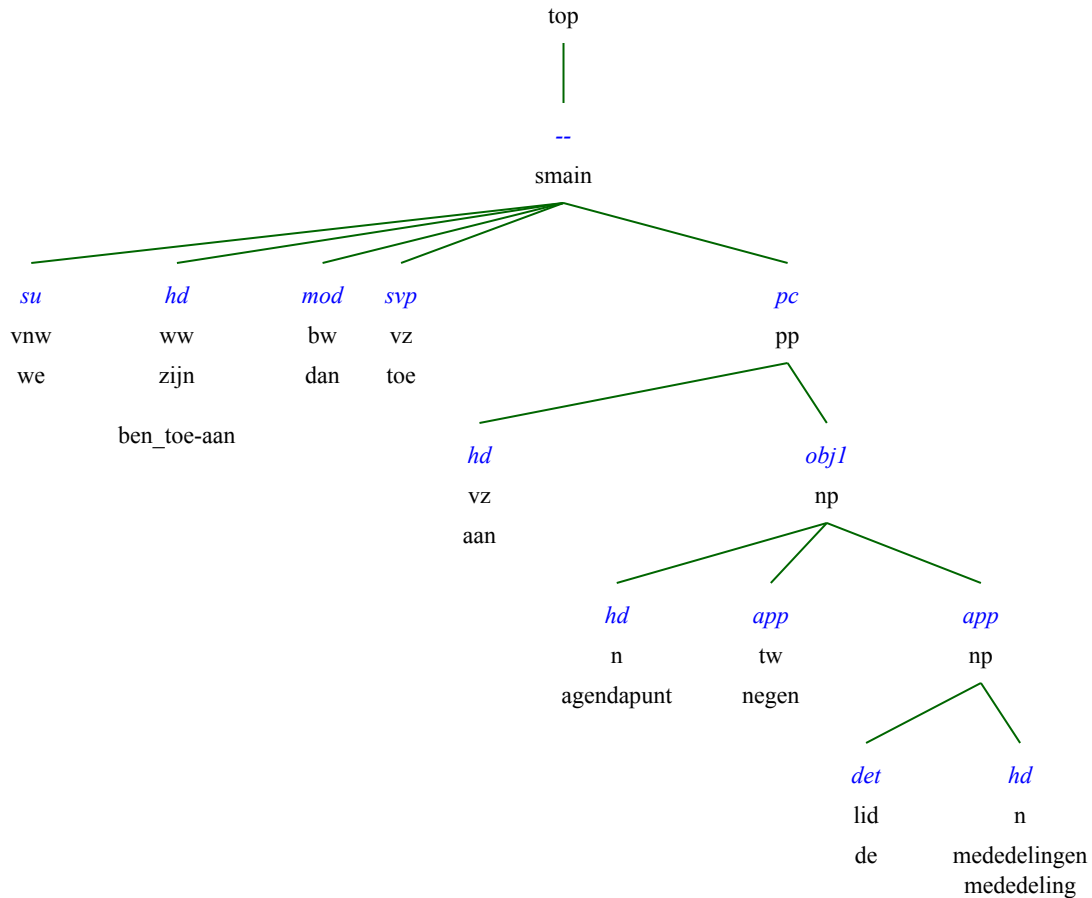 top
--
smain
su hd mod svp pc
vnw ww bw vz pp
we zijn dan toe
ben_toe-aan
hd obj1
vz np
aan
hd app app
n tw np
agendapunt negen
det hd
lid n
de mededelingen
mededeling